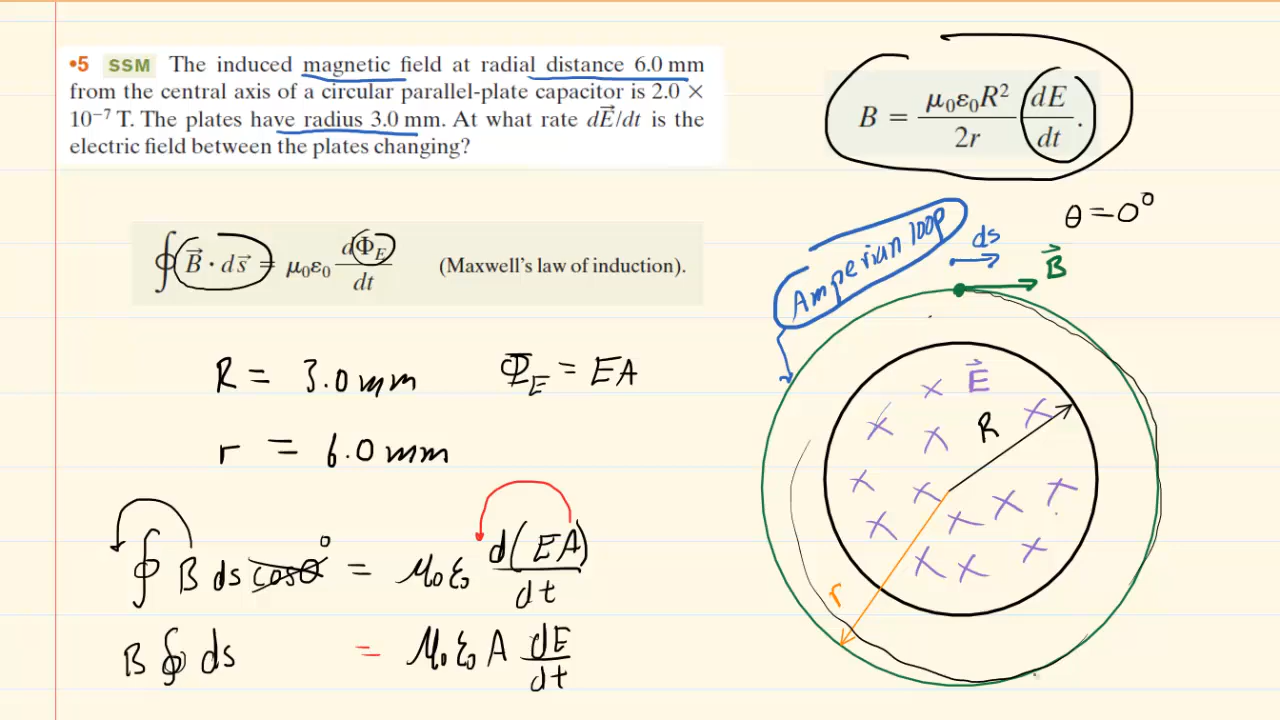 •5 SSM The induced magnetic field at radial distance 6.0 mm
from the central axis of a circular parallel-plate capacitor is 2.0 ×
10⁻⁷ T. The plates have radius 3.0 mm. At what rate dE⃗/dt is the
electric field between the plates changing?
B = μ₀ε₀R²/2r dE/dt.
θ = 0°
∮ B⃗ · ds⃗ = μ₀ε₀ dΦ_E/dt (Maxwell's law of induction).
Amperian loop
ds
B⃗
R = 3.0 mm Φ_E = EA
r = 6.0 mm
E⃗
R
r
∮ B ds cosθ 0 = μ₀ε₀ d(EA)/dt
B ∮ ds = μ₀ε₀ A dE/dt